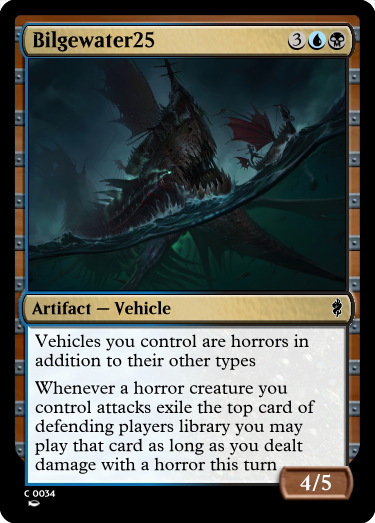 Bilgewater25 3
Artifact — Vehicle
Vehicles you control are horrors in
addition to their other types
Whenever a horror creature you
control attacks exile the top card of
defending players library you may
play that card as long as you dealt
damage with a horror this turn
4/5
C 0034